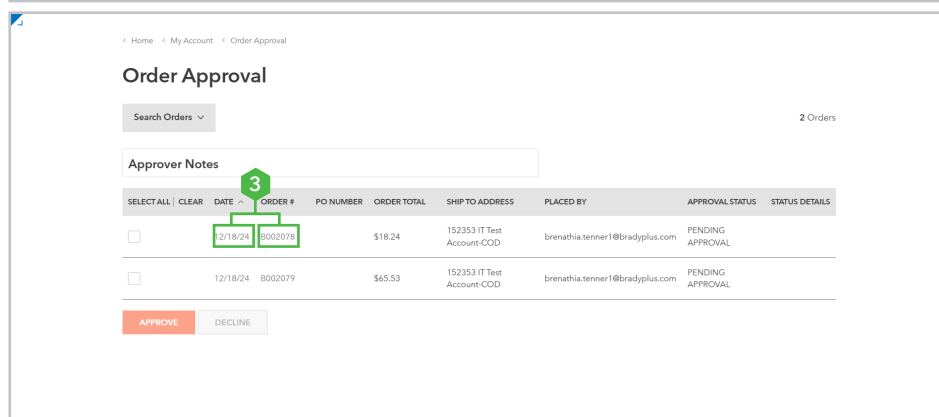 < Home < My Account < Order Approval
Order Approval
Search Orders
2 Orders
Approver Notes
3
SELECT ALL | CLEAR DATE ORDER # PO NUMBER ORDER TOTAL SHIP TO ADDRESS PLACED BY APPROVAL STATUS STATUS DETAILS
12/18/24 B002078 $18.24 152353 IT Test Account-COD brenathia.tenner1@bradyplus.com PENDING APPROVAL
12/18/24 B002079 $65.53 152353 IT Test Account-COD brenathia.tenner1@bradyplus.com PENDING APPROVAL
APPROVE DECLINE